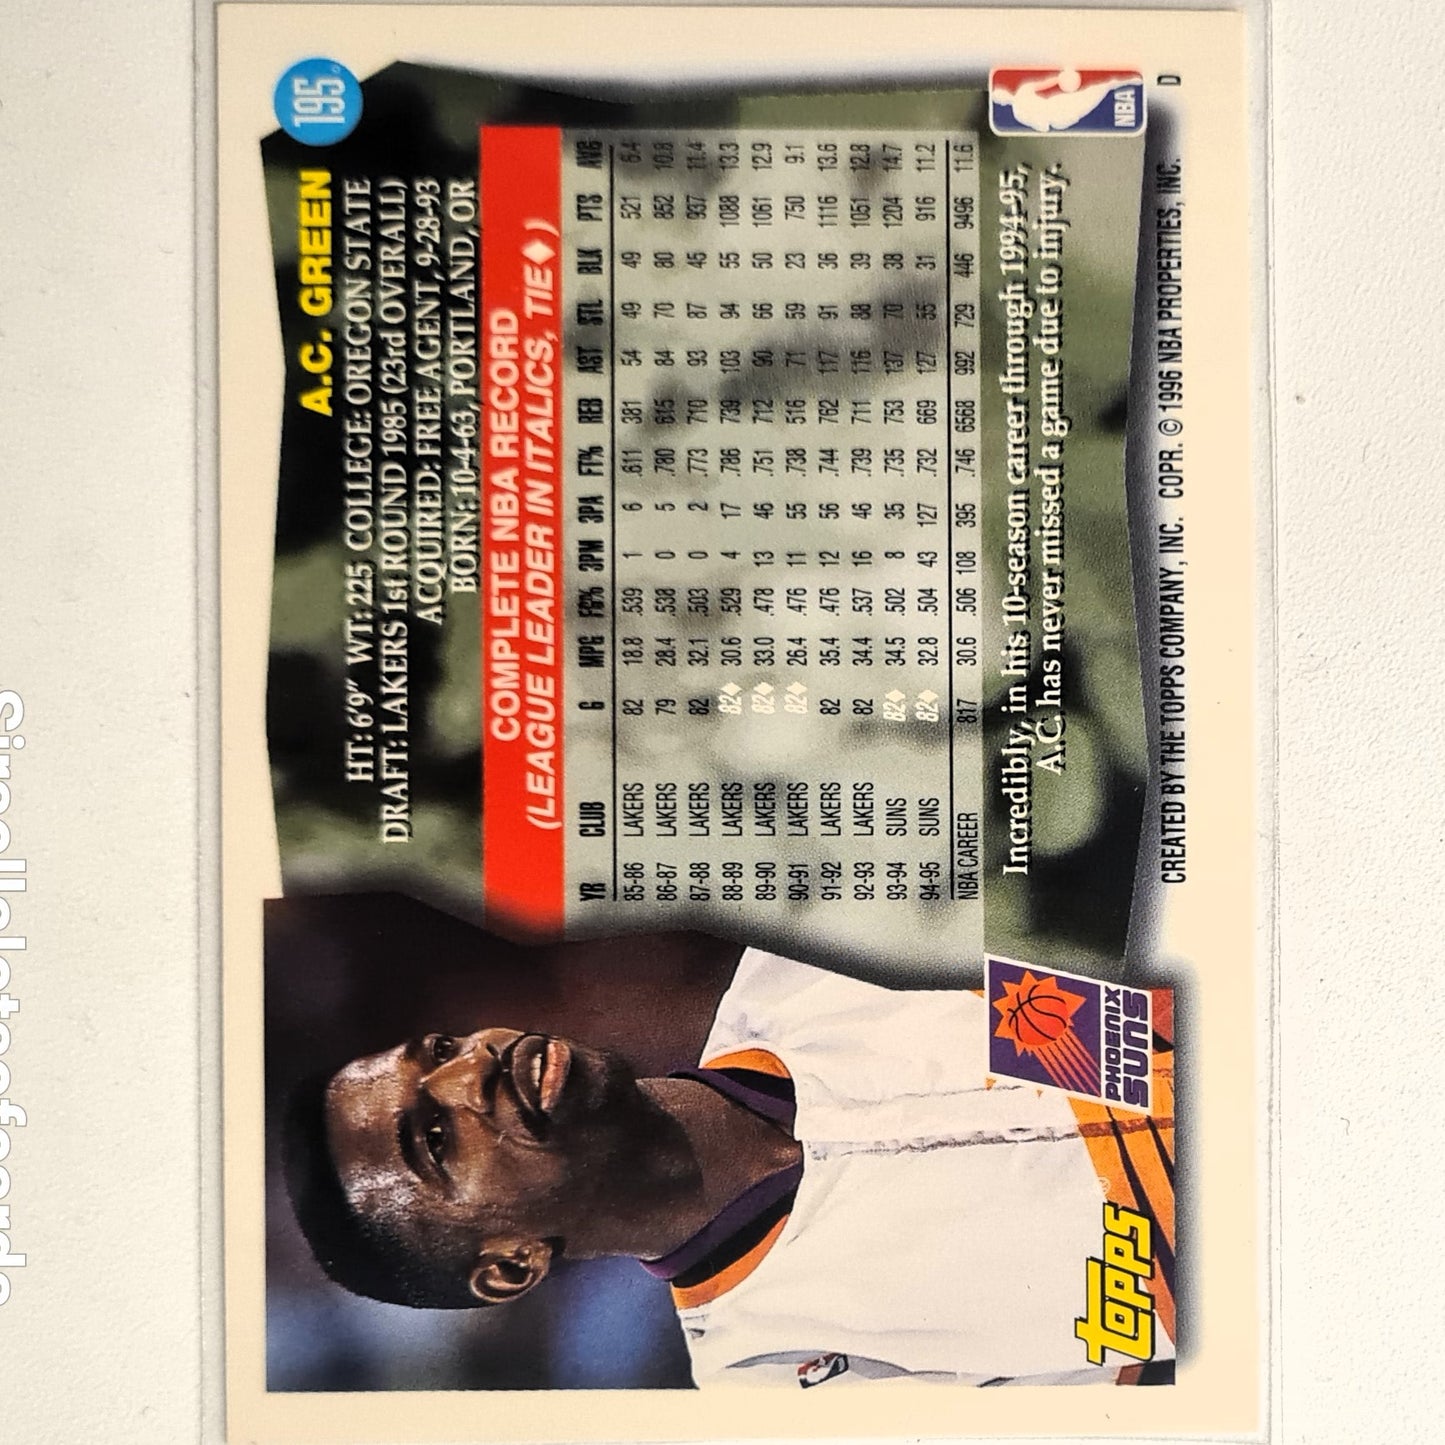 195
A.C. GREEN
HT: 6'9" WT: 225 COLLEGE: OREGON STATE
DRAFT: LAKERS 1st ROUND 1985 (23rd OVERALL)
ACQUIRED: FREE AGENT, 9-28-93
BORN: 10-4-63, PORTLAND, OR
COMPLETE NBA RECORD
(LEAGUE LEADER IN ITALICS, TIE♦)
YR CLUB G MPG FG% 3PM 3PA FT% REB AST STL BLK PTS AVG
85-86 LAKERS 82 18.8 .539 1 6 .611 381 54 49 49 521 6.4
86-87 LAKERS 79 28.4 .538 0 5 .780 615 84 70 80 852 10.8
87-88 LAKERS 82 32.1 .503 0 2 .773 710 93 87 45 937 11.4
88-89 LAKERS 82♦ 30.6 .529 4 17 .786 739 103 94 55 1088 13.3
89-90 LAKERS 82♦ 33.0 .478 13 46 .751 712 90 66 50 1061 12.9
90-91 LAKERS 82♦ 26.4 .476 11 55 .738 516 71 59 23 750 9.1
91-92 LAKERS 82 35.4 .476 12 56 .744 762 117 91 36 1116 13.6
92-93 LAKERS 82 34.4 .537 16 46 .739 711 116 88 39 1051 12.8
93-94 SUNS 82♦ 34.5 .502 8 35 .735 753 137 70 38 1204 14.7
94-95 SUNS 82♦ 32.8 .504 43 127 .732 669 127 55 31 916 11.2
NBA CAREER 817 30.6 .506 108 395 .746 6568 992 729 446 9496 11.6
Incredibly, in his 10-season career through 1994-95,
A.C. has never missed a game due to injury.
NBA
PHOENIX
SUNS
TOPPS
®
CREATED BY THE TOPPS COMPANY, INC. COPR. © 1996 NBA PROPERTIES, INC. D